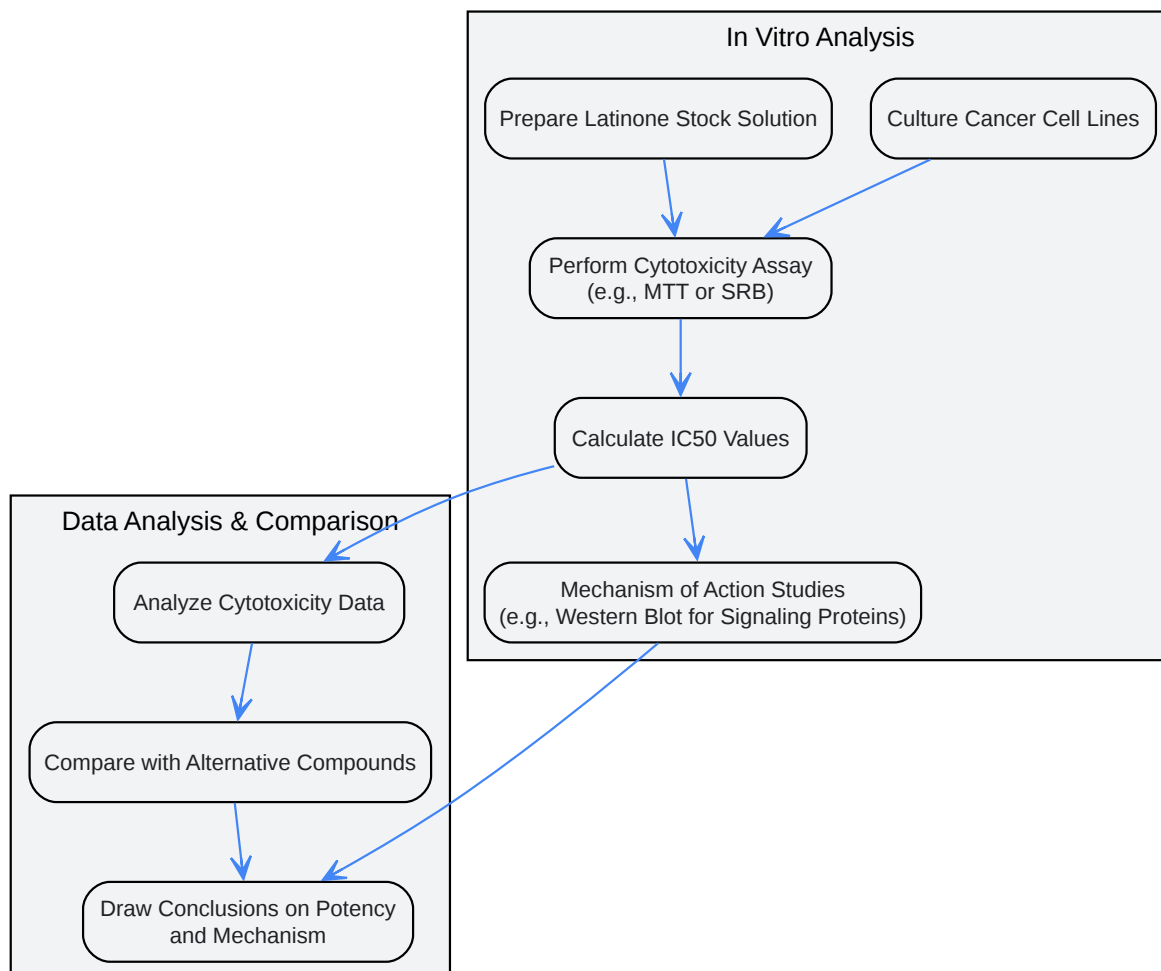 In Vitro Analysis
Prepare Latinone Stock Solution
Culture Cancer Cell Lines
Perform Cytotoxicity Assay
(e.g., MTT or SRB)
Calculate IC50 Values
Mechanism of Action Studies
(e.g., Western Blot for Signaling Proteins)
Data Analysis & Comparison
Analyze Cytotoxicity Data
Compare with Alternative Compounds
Draw Conclusions on Potency
and Mechanism